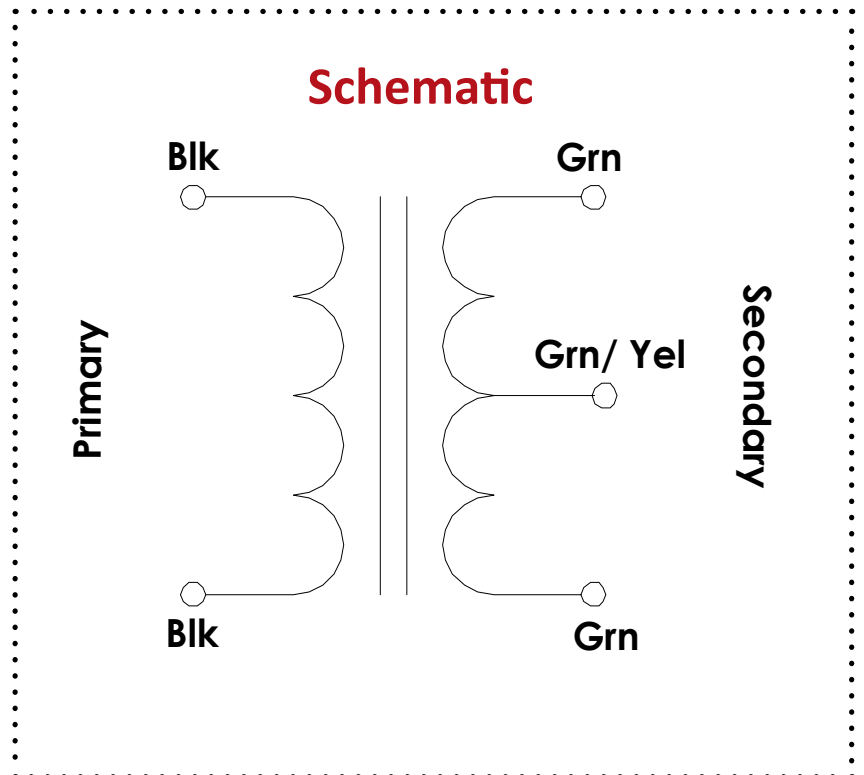 Schematic
Blk
Grn
Primary
Grn/ Yel
Secondary
Blk
Grn